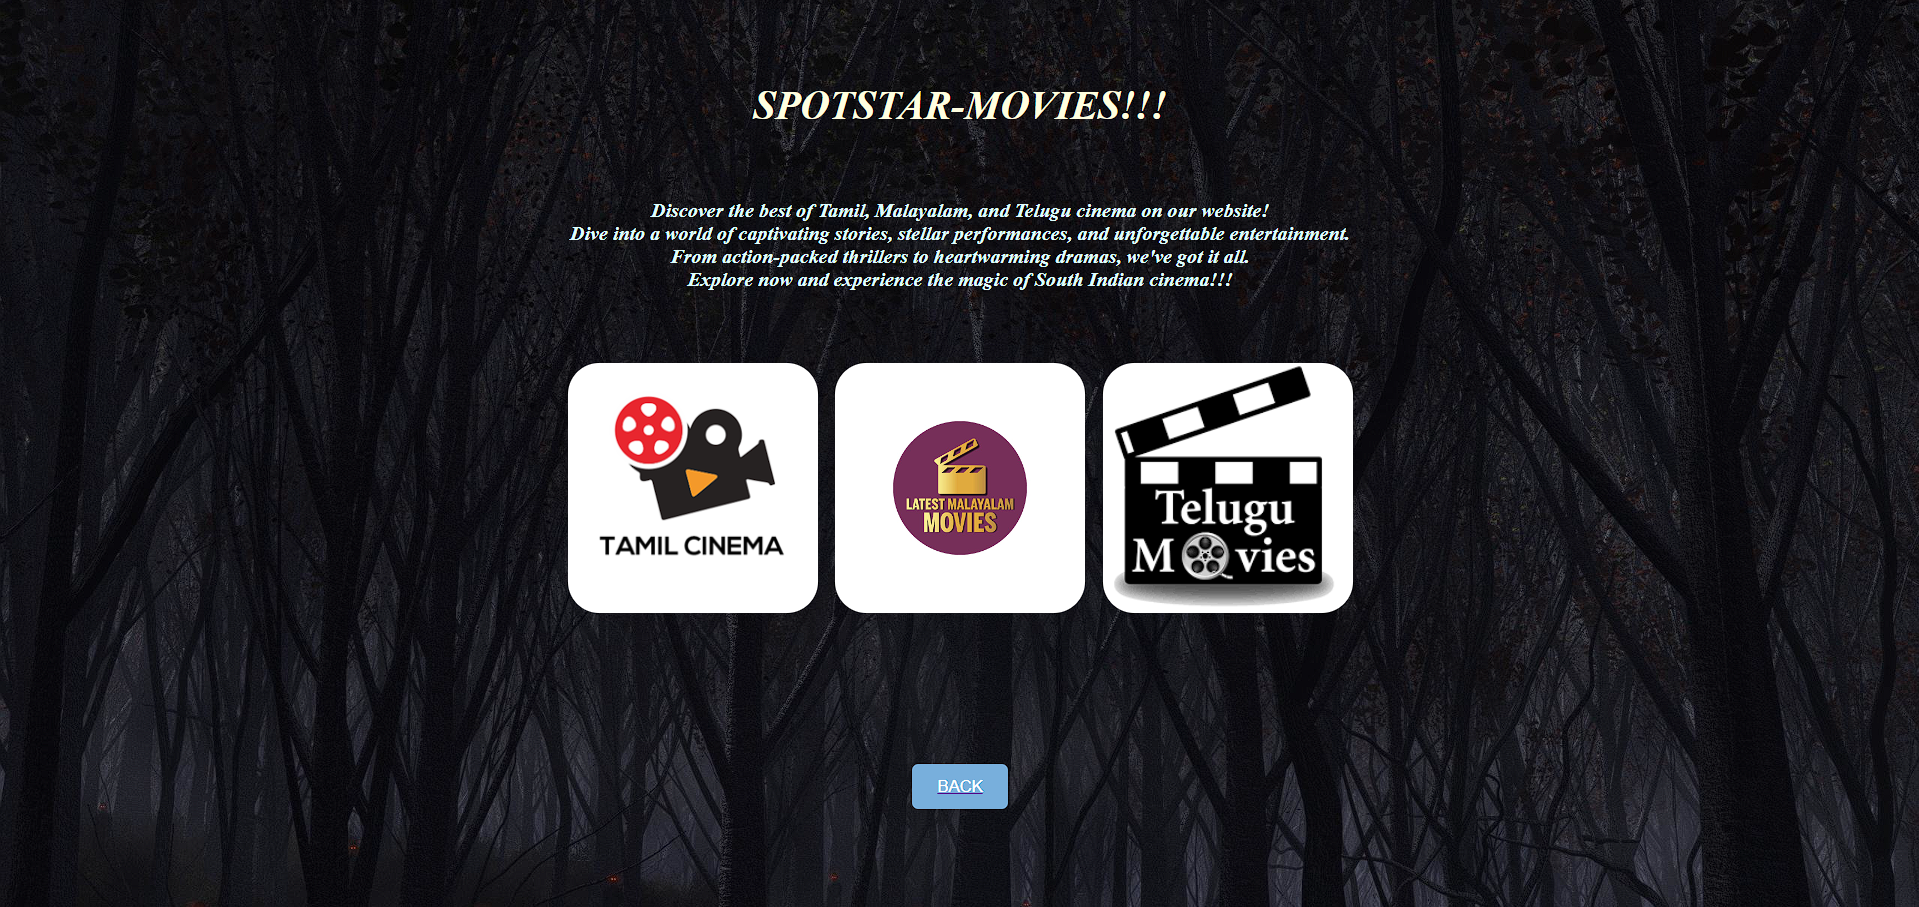 SPOTSTAR-MOVIES!!!
Discover the best of Tamil, Malayalam, and Telugu cinema on our website!
Dive into a world of captivating stories, stellar performances, and unforgettable entertainment.
From action-packed thrillers to heartwarming dramas, we've got it all.
Explore now and experience the magic of South Indian cinema!!!
TAMIL CINEMA
LATEST MALAYALAM
MOVIES
Telugu
Movies
BACK